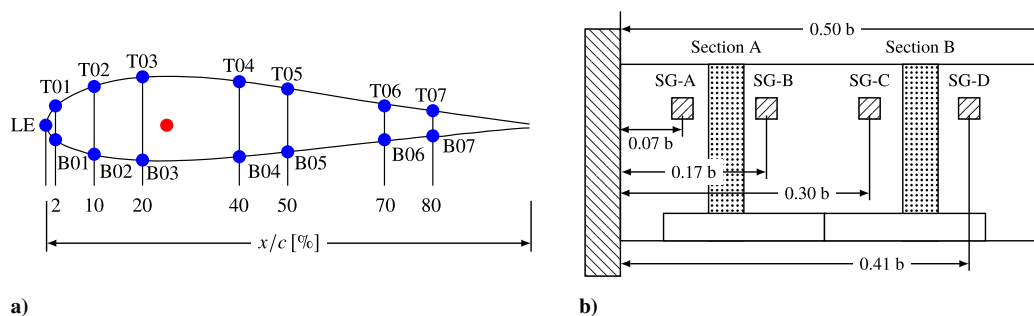 T01 T02 T03 T04 T05 T06 T07
LE
B01 B02 B03 B04 B05 B06 B07
2 10 20 40 50 70 80
x/c [%]
a)
0.50 b
Section A Section B
SG-A SG-B SG-C SG-D
0.07 b
0.17 b
0.30 b
0.41 b
b)